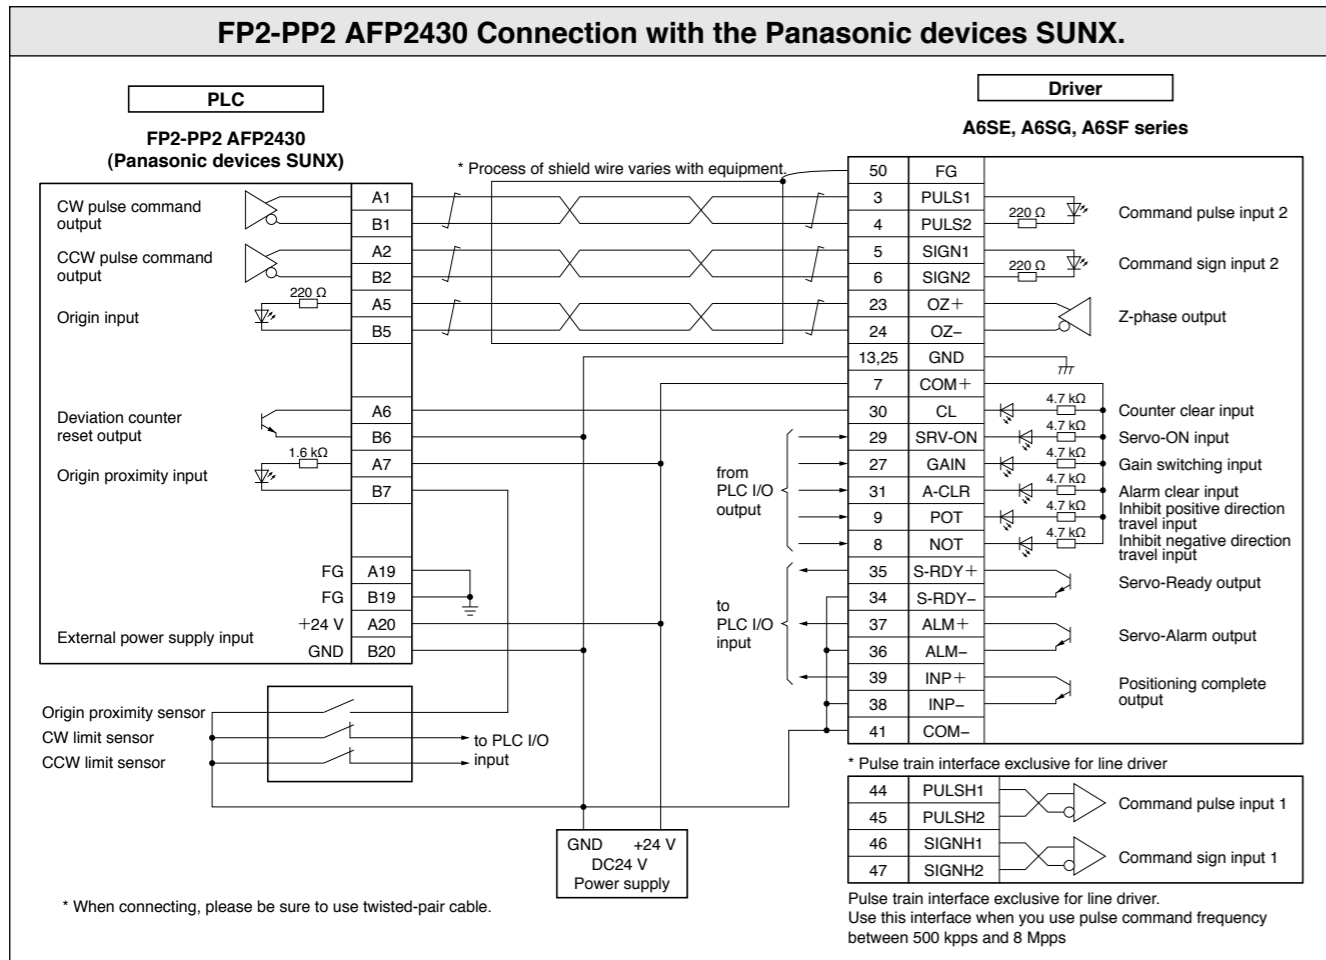 FP2-PP2 AFP2430 Connection with the Panasonic devices SUNX.
PLC
FP2-PP2 AFP2430
(Panasonic devices SUNX)
Driver
A6SE, A6SG, A6SF series
* Process of shield wire varies with equipment.
CW pulse command
output
A1
B1
CCW pulse command
output
A2
B2
Origin input
220 Ω
A5
B5
Deviation counter
reset output
A6
B6
Origin proximity input
1.6 kΩ
A7
B7
FG A19
FG B19
External power supply input
+24 V A20
GND B20
Origin proximity sensor
CW limit sensor
CCW limit sensor
to PLC I/O
input
GND +24 V
DC24 V
Power supply
* When connecting, please be sure to use twisted-pair cable.
from
PLC I/O
output
to
PLC I/O
input
50 FG
3 PULS1
4 PULS2
220 Ω
Command pulse input 2
5 SIGN1
6 SIGN2
220 Ω
Command sign input 2
23 OZ+
24 OZ−
Z-phase output
13,25 GND
7 COM+
30 CL 4.7 kΩ Counter clear input
29 SRV-ON 4.7 kΩ Servo-ON input
27 GAIN 4.7 kΩ Gain switching input
31 A-CLR 4.7 kΩ Alarm clear input
9 POT 4.7 kΩ Inhibit positive direction
travel input
8 NOT 4.7 kΩ Inhibit negative direction
travel input
35 S-RDY+
34 S-RDY−
Servo-Ready output
37 ALM+
36 ALM−
Servo-Alarm output
39 INP+
38 INP−
Positioning complete
output
41 COM−
* Pulse train interface exclusive for line driver
44 PULSH1
45 PULSH2
Command pulse input 1
46 SIGNH1
47 SIGNH2
Command sign input 1
Pulse train interface exclusive for line driver.
Use this interface when you use pulse command frequency
between 500 kpps and 8 Mpps